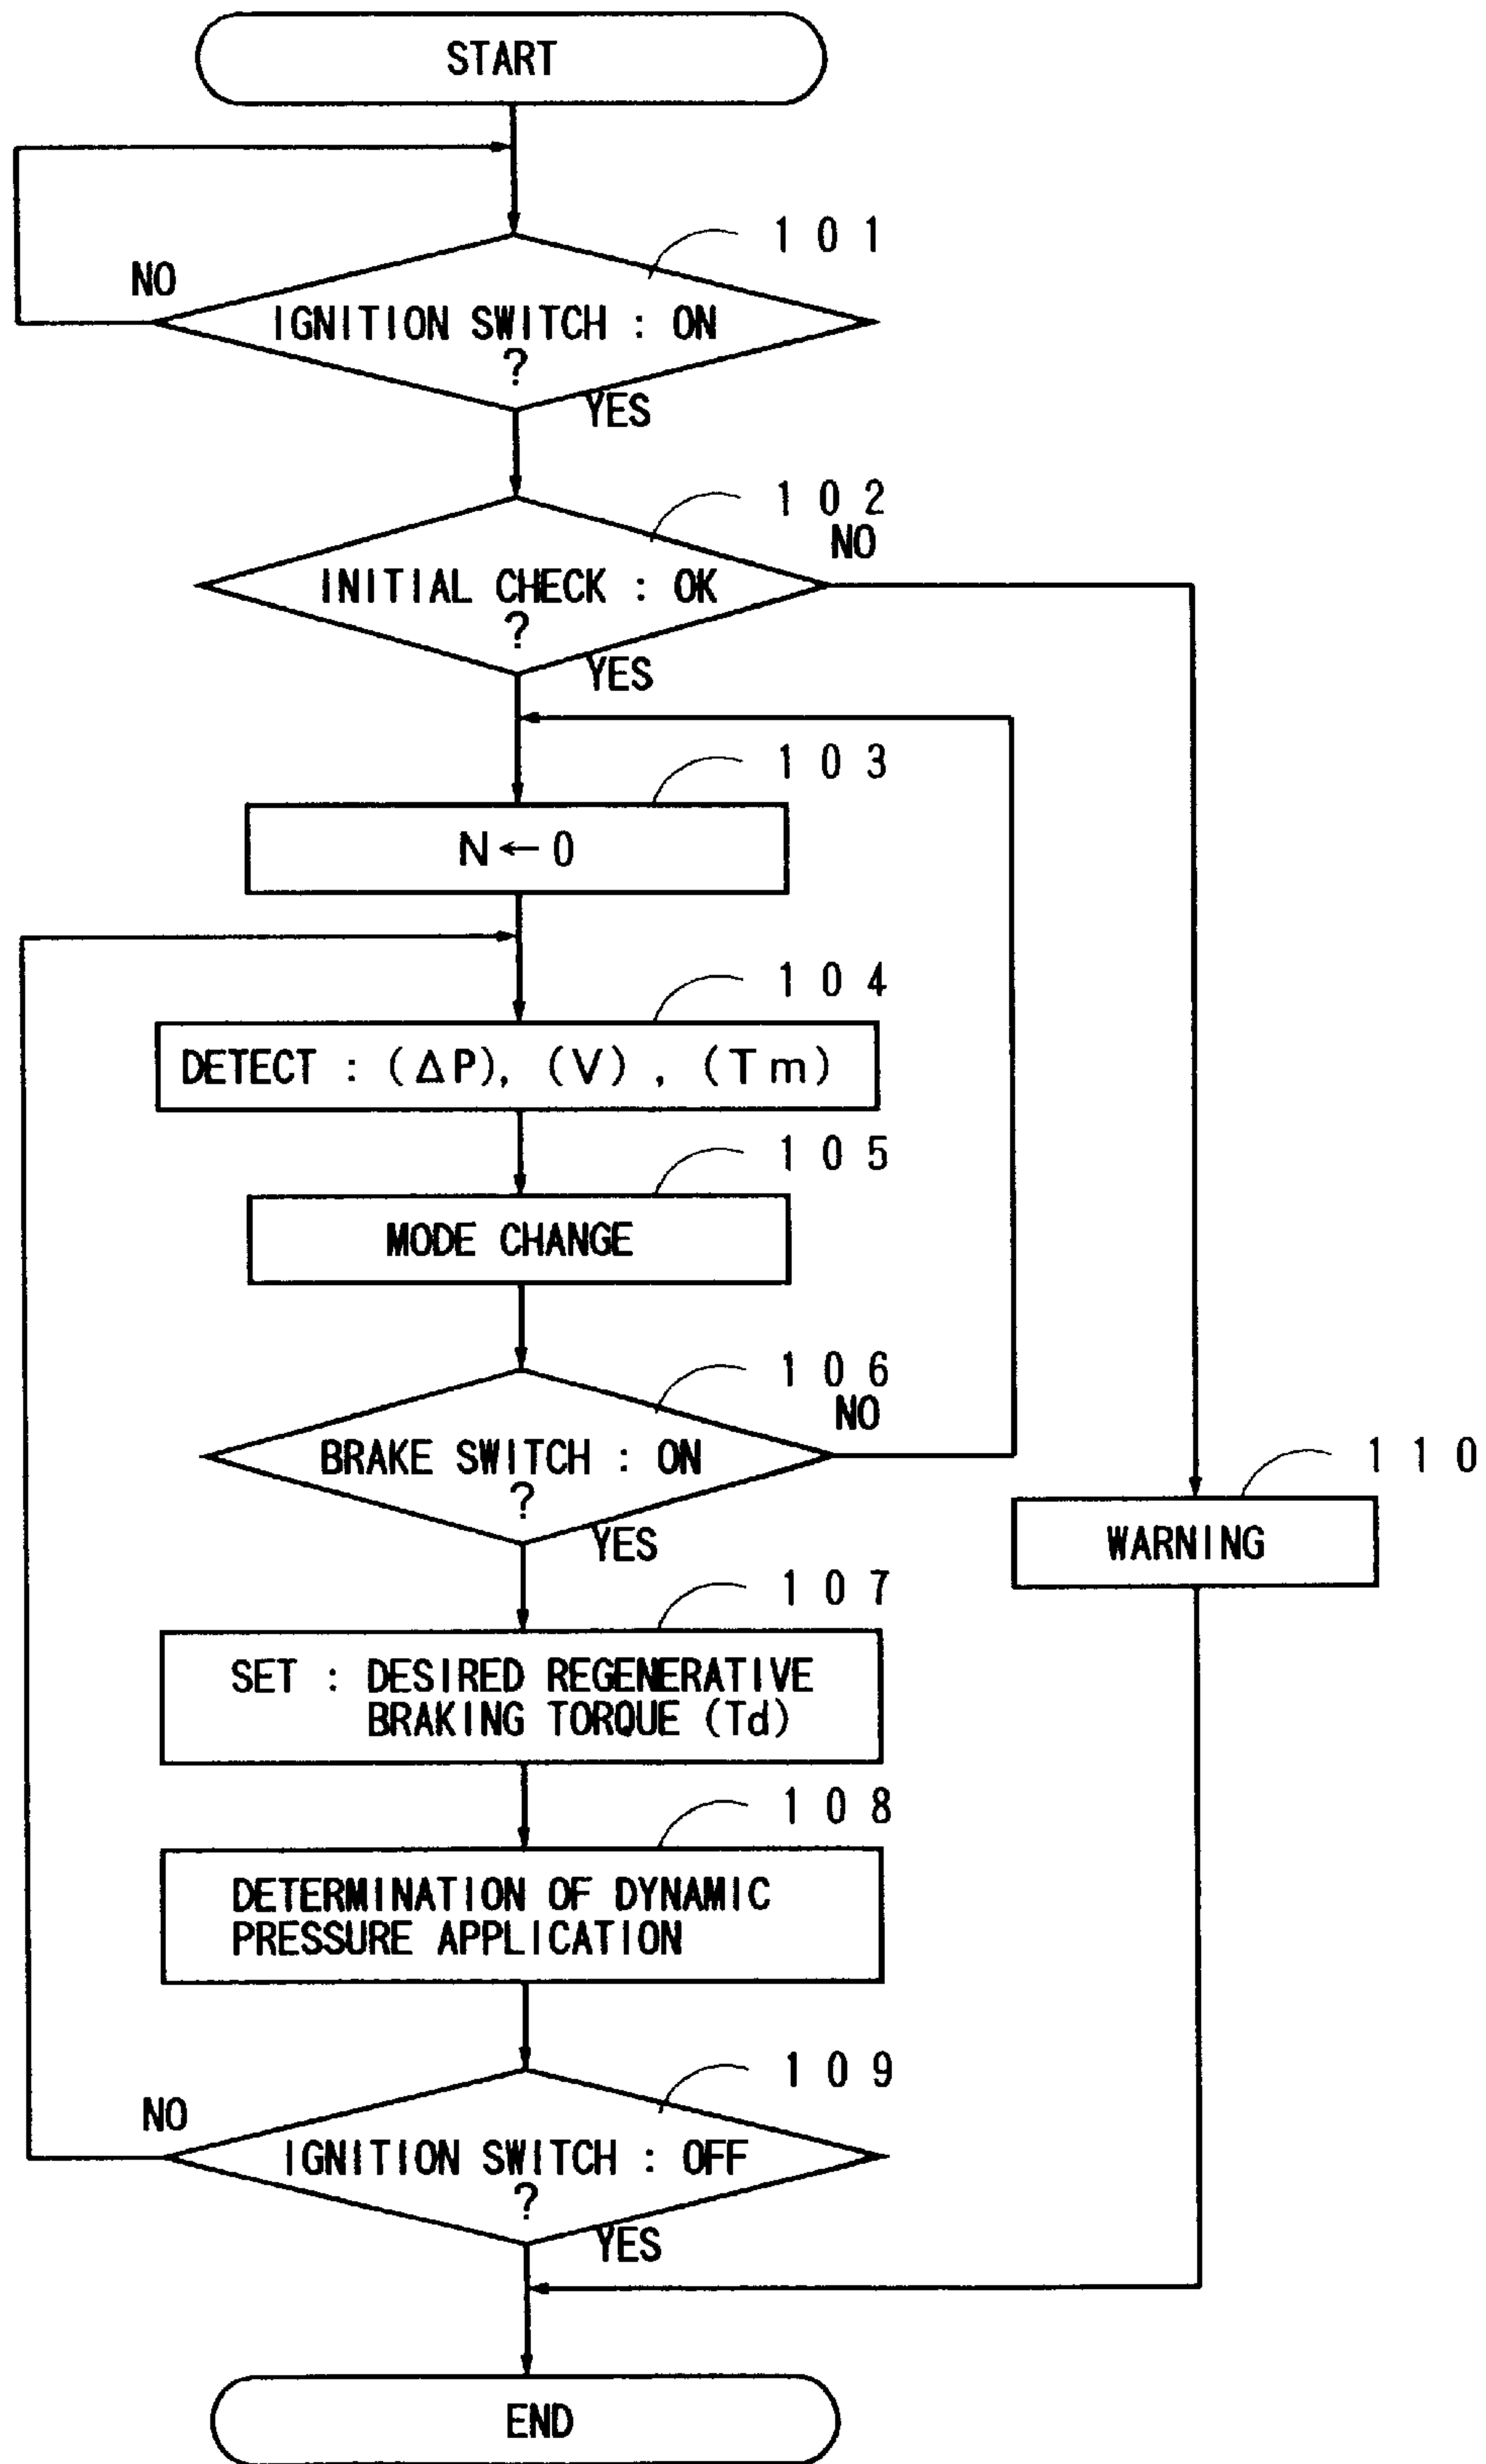 START
101
NO
IGNITION SWITCH : ON
?
YES
102
NO
INITIAL CHECK : OK
?
YES
103
N←0
104
DETECT : (ΔP), (V), (Tm)
105
MODE CHANGE
106
NO
BRAKE SWITCH : ON
?
YES
110
WARNING
107
SET : DESIRED REGENERATIVE
BRAKING TORQUE (Td)
108
DETERMINATION OF DYNAMIC
PRESSURE APPLICATION
109
NO
IGNITION SWITCH : OFF
?
YES
END